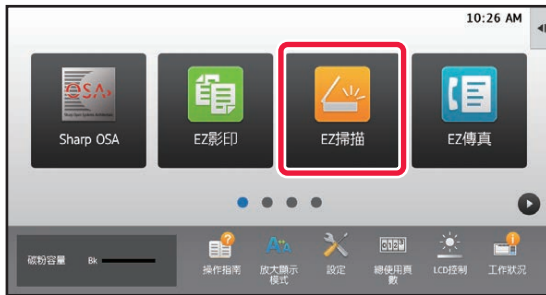 10:26 AM
OSA
Sharp OSA
EZ影印
EZ掃描
EZ傳真
碳粉容量
Bk
操作指南
放大顯示
模式
設定
總使用頁
數
LCD控制
工作狀況